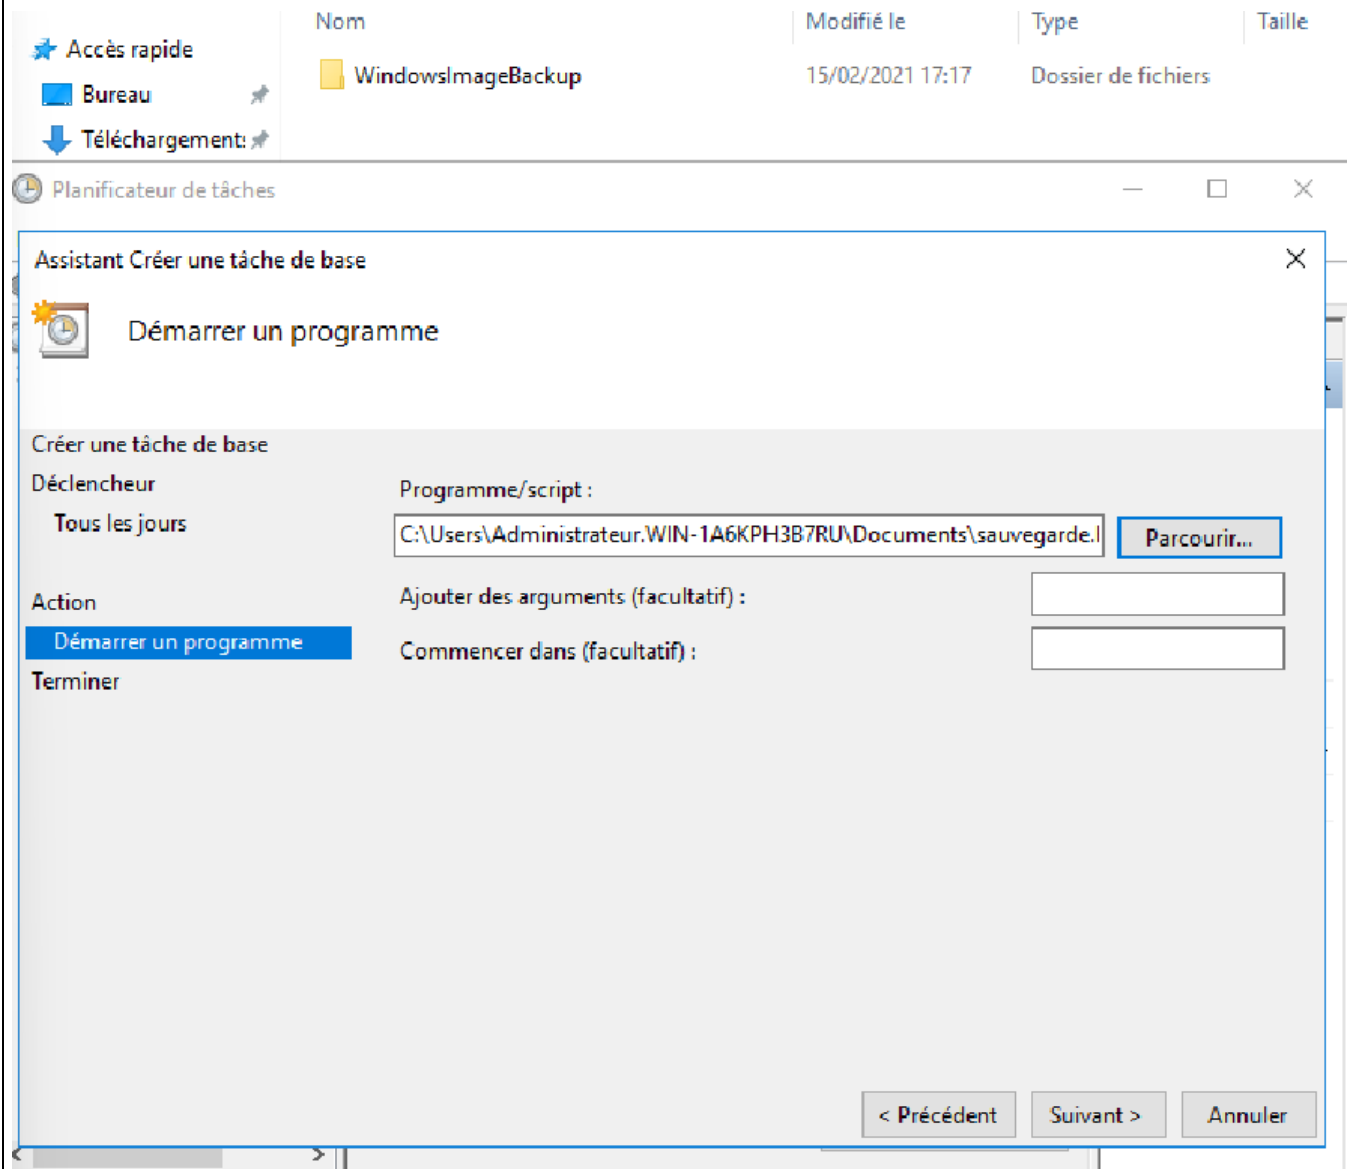 Nom Modifié le Type Taille
Accès rapide
WindowsImageBackup 15/02/2021 17:17 Dossier de fichiers
Bureau
Téléchargements
Planificateur de tâches
Assistant Créer une tâche de base
Démarrer un programme
Créer une tâche de base
Déclencheur
Programme/script :
Tous les jours
C:\Users\Administrateur.WIN-1A6KPH3B7RU\Documents\sauvegarde.
Parcourir...
Action
Ajouter des arguments (facultatif) :
Démarrer un programme
Commencer dans (facultatif) :
Terminer
< Précédent Suivant > Annuler